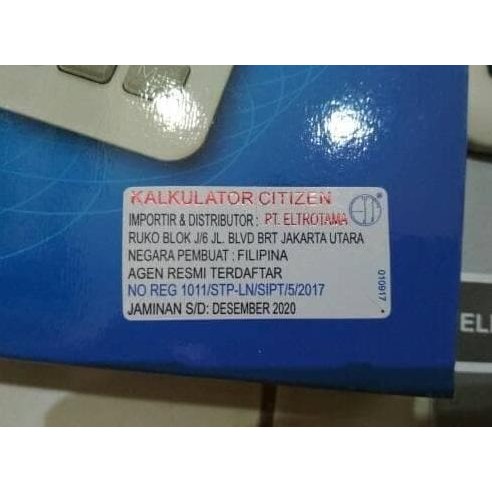 KALKULATOR CITIZEN
IMPORTIR & DISTRIBUTOR : PT. ELTROTAMA
RUKO BLOK J/6 JL. BLVD BRT JAKARTA UTARA
NEGARA PEMBUAT : FILIPINA
AGEN RESMI TERDAFTAR
NO REG 1011/STP-LN/SIPT/5/2017
JAMINAN S/D: DESEMBER 2020
010917
EL